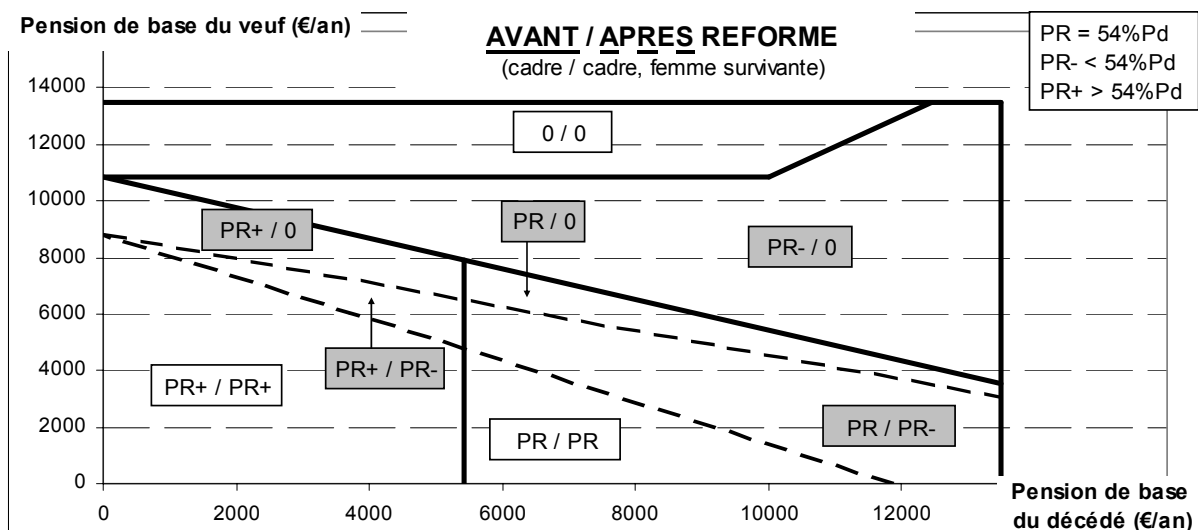 Pension de base du veuf (€/an)
AVANT / APRES REFORME
(cadre / cadre, femme survivante)
PR = 54%Pd
PR- < 54%Pd
PR+ > 54%Pd
14000
12000
10000
8000
6000
4000
2000
0
0 / 0
PR+ / 0
PR / 0
PR- / 0
PR+ / PR+
PR+ / PR-
PR / PR
PR / PR-
0 2000 4000 6000 8000 10000 12000
Pension de base
du décédé (€/an)